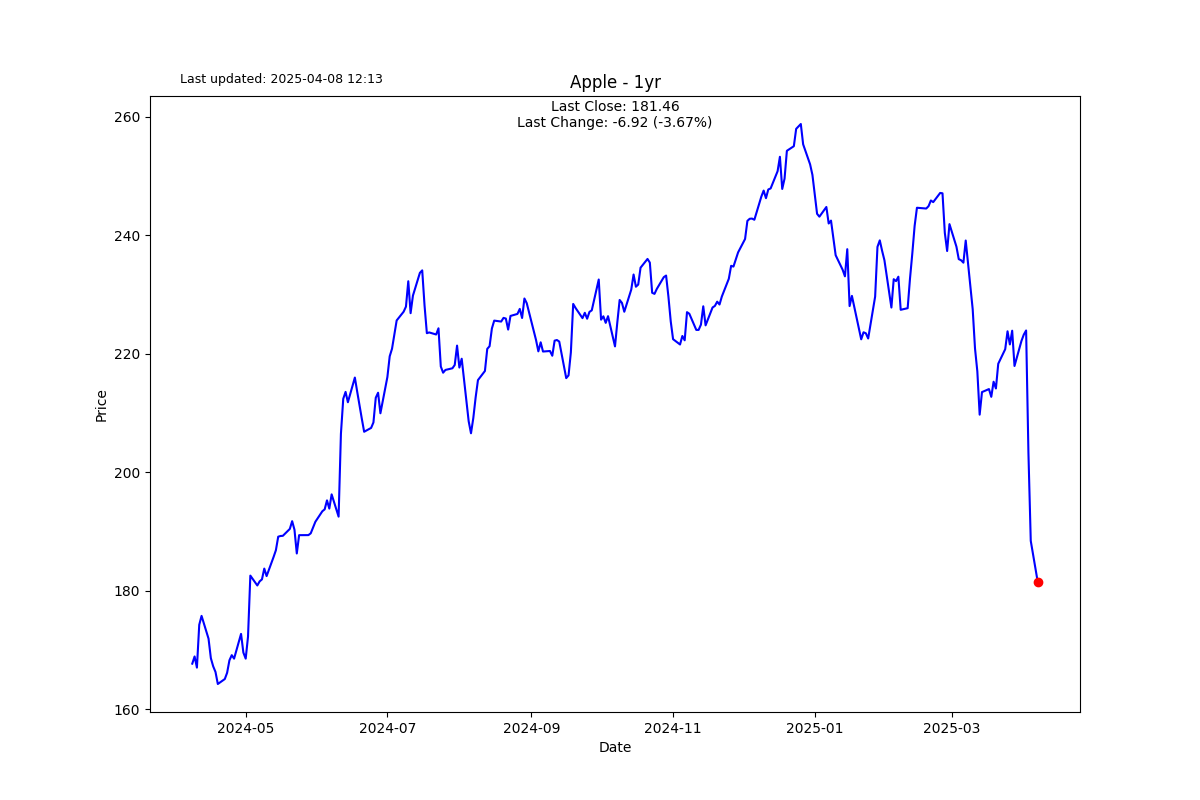 Last updated: 2025-04-08 12:13
Apple - 1yr
Last Close: 181.46
Last Change: -6.92 (-3.67%)
260
240
220
200
180
160
Price
2024-05
2024-07
2024-09
2024-11
2025-01
2025-03
Date